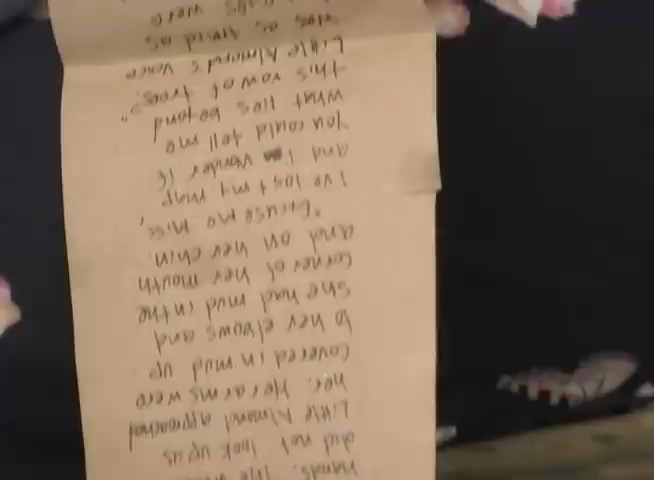 hands. The
did not look up as
Little Almond approached
her. Her arms were
covered in mud up
to her elbows and
she had mud in the
corner of her mouth
and on her chin.
"Excuse me Miss,
I've lost my map
and I wonder if
you could tell me
what lies beyond
this row of trees?"
Little Almond's voice
was as timid as
were